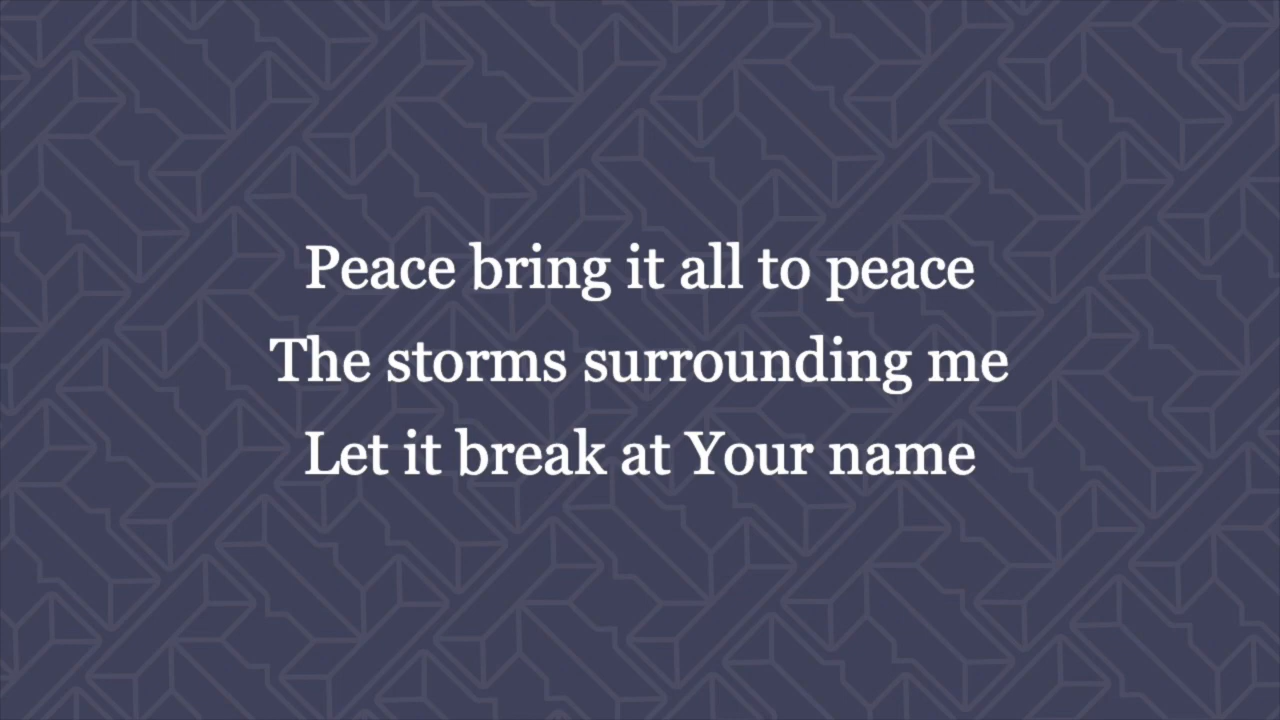 Peace bring it all to peace
The storms surrounding me
Let it break at Your name